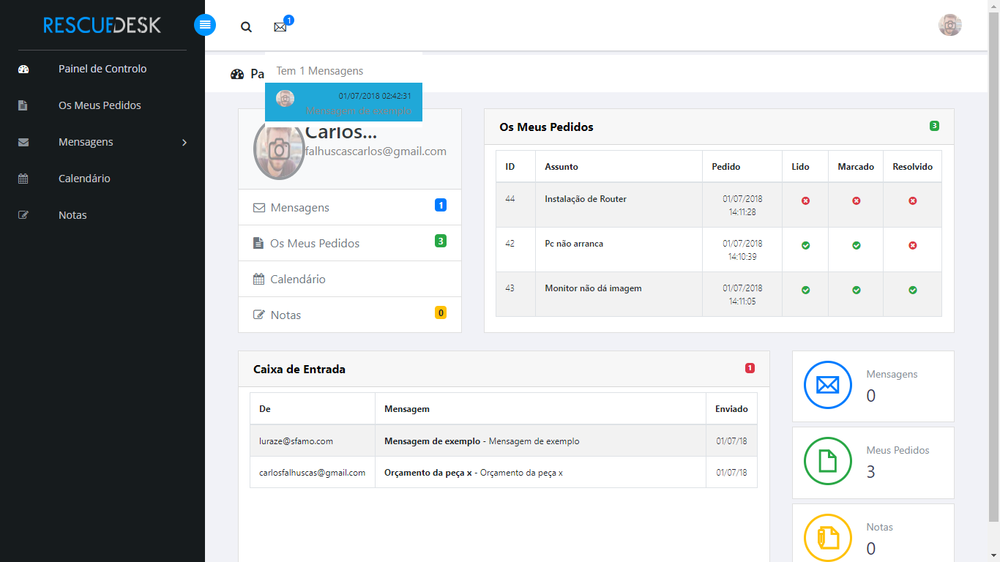 RESCUEDESK
1
Painel de Controlo
Os Meus Pedidos
Mensagens
Calendário
Notas
Pa
Tem 1 Mensagens
01/07/2018 02:42:31
Mensagem de exemplo
Carlos...
falhuscascarlos@gmail.com
Mensagens 1
Os Meus Pedidos 3
Calendário
Notas 0
Os Meus Pedidos 3
ID Assunto Pedido Lido Marcado Resolvido
44 Instalação de Router 01/07/2018
14:11:28
42 Pc não arranca 01/07/2018
14:10:39
43 Monitor não dá imagem 01/07/2018
14:11:05
Caixa de Entrada 1
De Mensagem Enviado
luraze@sfamo.com Mensagem de exemplo - Mensagem de exemplo 01/07/18
carlosfalhuscas@gmail.com Orçamento da peça x - Orçamento da peça x 01/07/18
Mensagens
0
Meus Pedidos
3
Notas
0